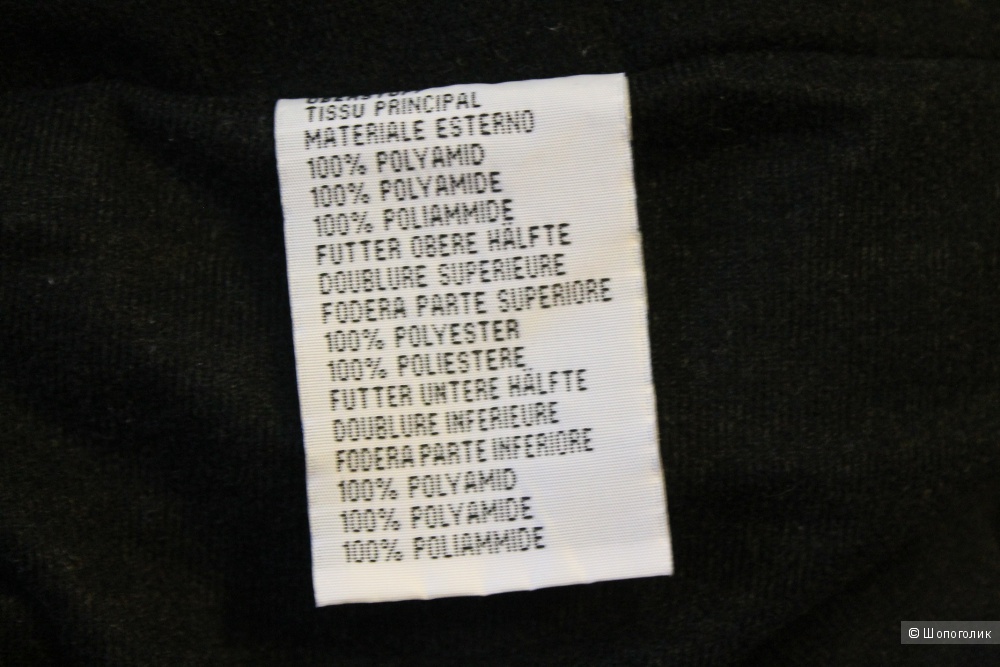 OBERSTOFF
TISSU PRINCIPAL
MATERIALE ESTERNO
100% POLYAMID
100% POLYAMIDE
100% POLIAMMIDE
FUTTER OBERE HÄLFTE
DOUBLURE SUPERIEURE
FODERA PARTE SUPERIORE
100% POLYESTER
100% POLIESTERE
FUTTER UNTERE HÄLFTE
DOUBLURE INFERIEURE
FODERA PARTE INFERIORE
100% POLYAMID
100% POLYAMIDE
100% POLIAMMIDE
© Шопоголик